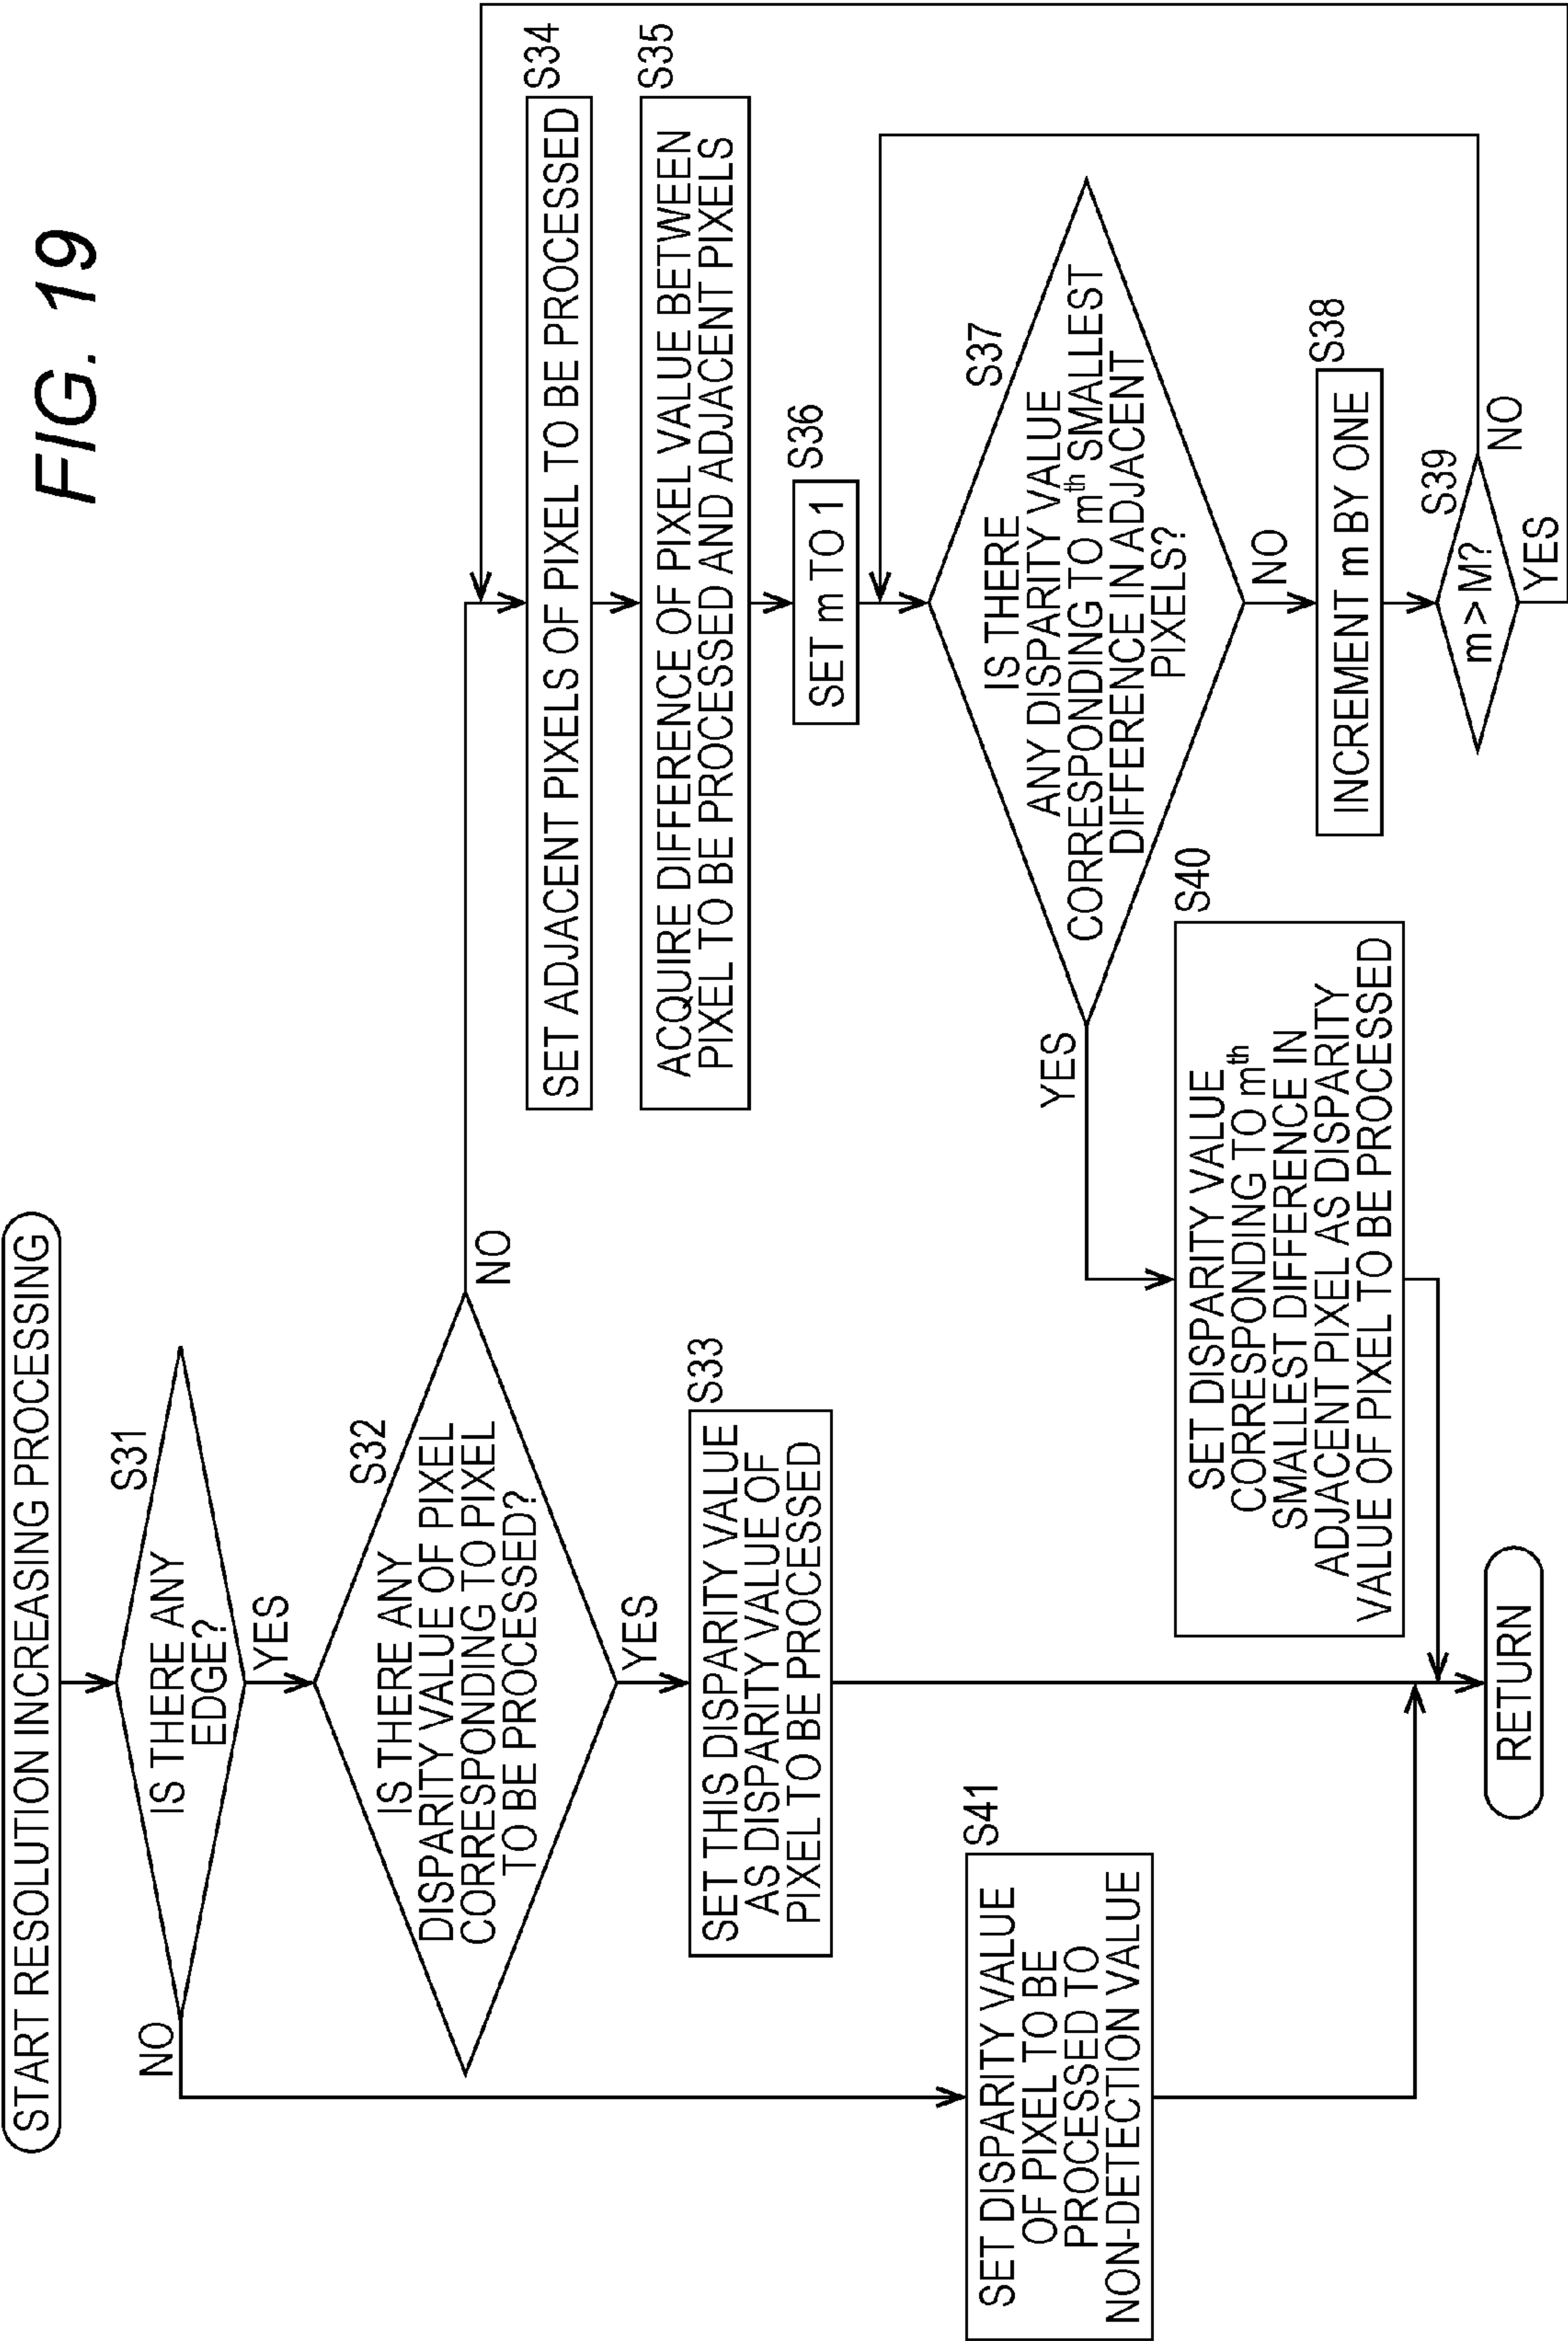 FIG. 19
START RESOLUTION INCREASING PROCESSING
S31
IS THERE ANY
EDGE?
NO
YES
S32
IS THERE ANY
DISPARITY VALUE OF PIXEL
CORRESPONDING TO PIXEL
TO BE PROCESSED?
NO
YES
S33
SET THIS DISPARITY VALUE
AS DISPARITY VALUE OF
PIXEL TO BE PROCESSED
S34
SET ADJACENT PIXELS OF PIXEL TO BE PROCESSED
S35
ACQUIRE DIFFERENCE OF PIXEL VALUE BETWEEN
PIXEL TO BE PROCESSED AND ADJACENT PIXELS
S36
SET m TO 1
S37
IS THERE
ANY DISPARITY VALUE
CORRESPONDING TO mth SMALLEST
DIFFERENCE IN ADJACENT
PIXELS?
YES
NO
S38
INCREMENT m BY ONE
S39
m > M?
NO
YES
S40
SET DISPARITY VALUE
CORRESPONDING TO mth
SMALLEST DIFFERENCE IN
ADJACENT PIXEL AS DISPARITY
VALUE OF PIXEL TO BE PROCESSED
S41
SET DISPARITY VALUE
OF PIXEL TO BE
PROCESSED TO
NON-DETECTION VALUE
RETURN